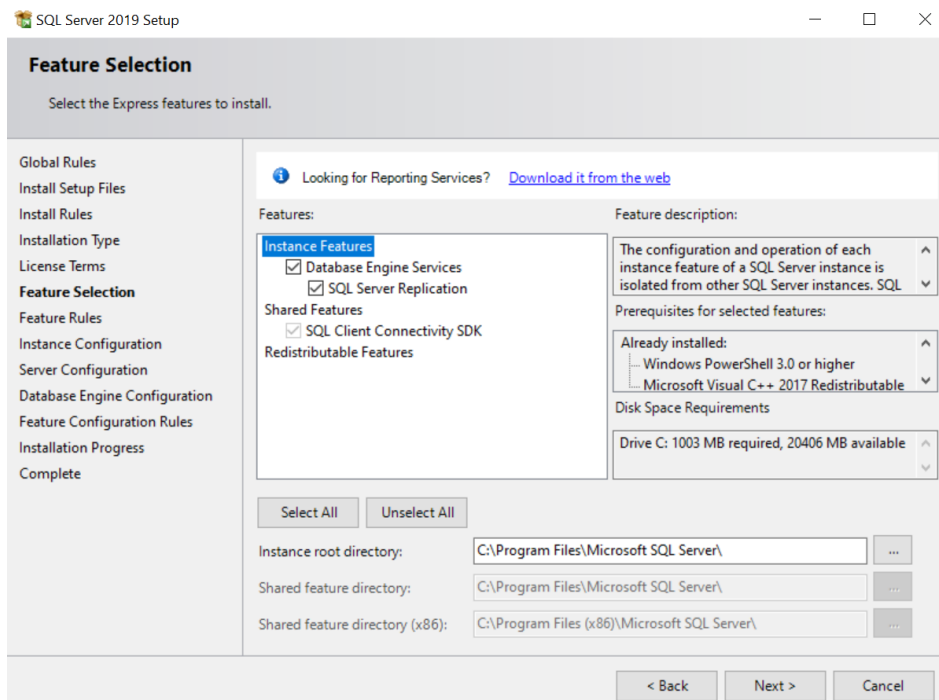 SQL Server 2019 Setup
Feature Selection
Select the Express features to install.
Global Rules
Install Setup Files
Install Rules
Installation Type
License Terms
Feature Selection
Feature Rules
Instance Configuration
Server Configuration
Database Engine Configuration
Feature Configuration Rules
Installation Progress
Complete
Looking for Reporting Services? Download it from the web
Features:
Instance Features
Database Engine Services
SQL Server Replication
Shared Features
SQL Client Connectivity SDK
Redistributable Features
Feature description:
The configuration and operation of each
instance feature of a SQL Server instance is
isolated from other SQL Server instances. SQL
Prerequisites for selected features:
Already installed:
Windows PowerShell 3.0 or higher
Microsoft Visual C++ 2017 Redistributable
Disk Space Requirements
Drive C: 1003 MB required, 20406 MB available
Select All
Unselect All
Instance root directory: C:\Program Files\Microsoft SQL Server\ ...
Shared feature directory: C:\Program Files\Microsoft SQL Server\ ...
Shared feature directory (x86): C:\Program Files (x86)\Microsoft SQL Server\ ...
< Back
Next >
Cancel